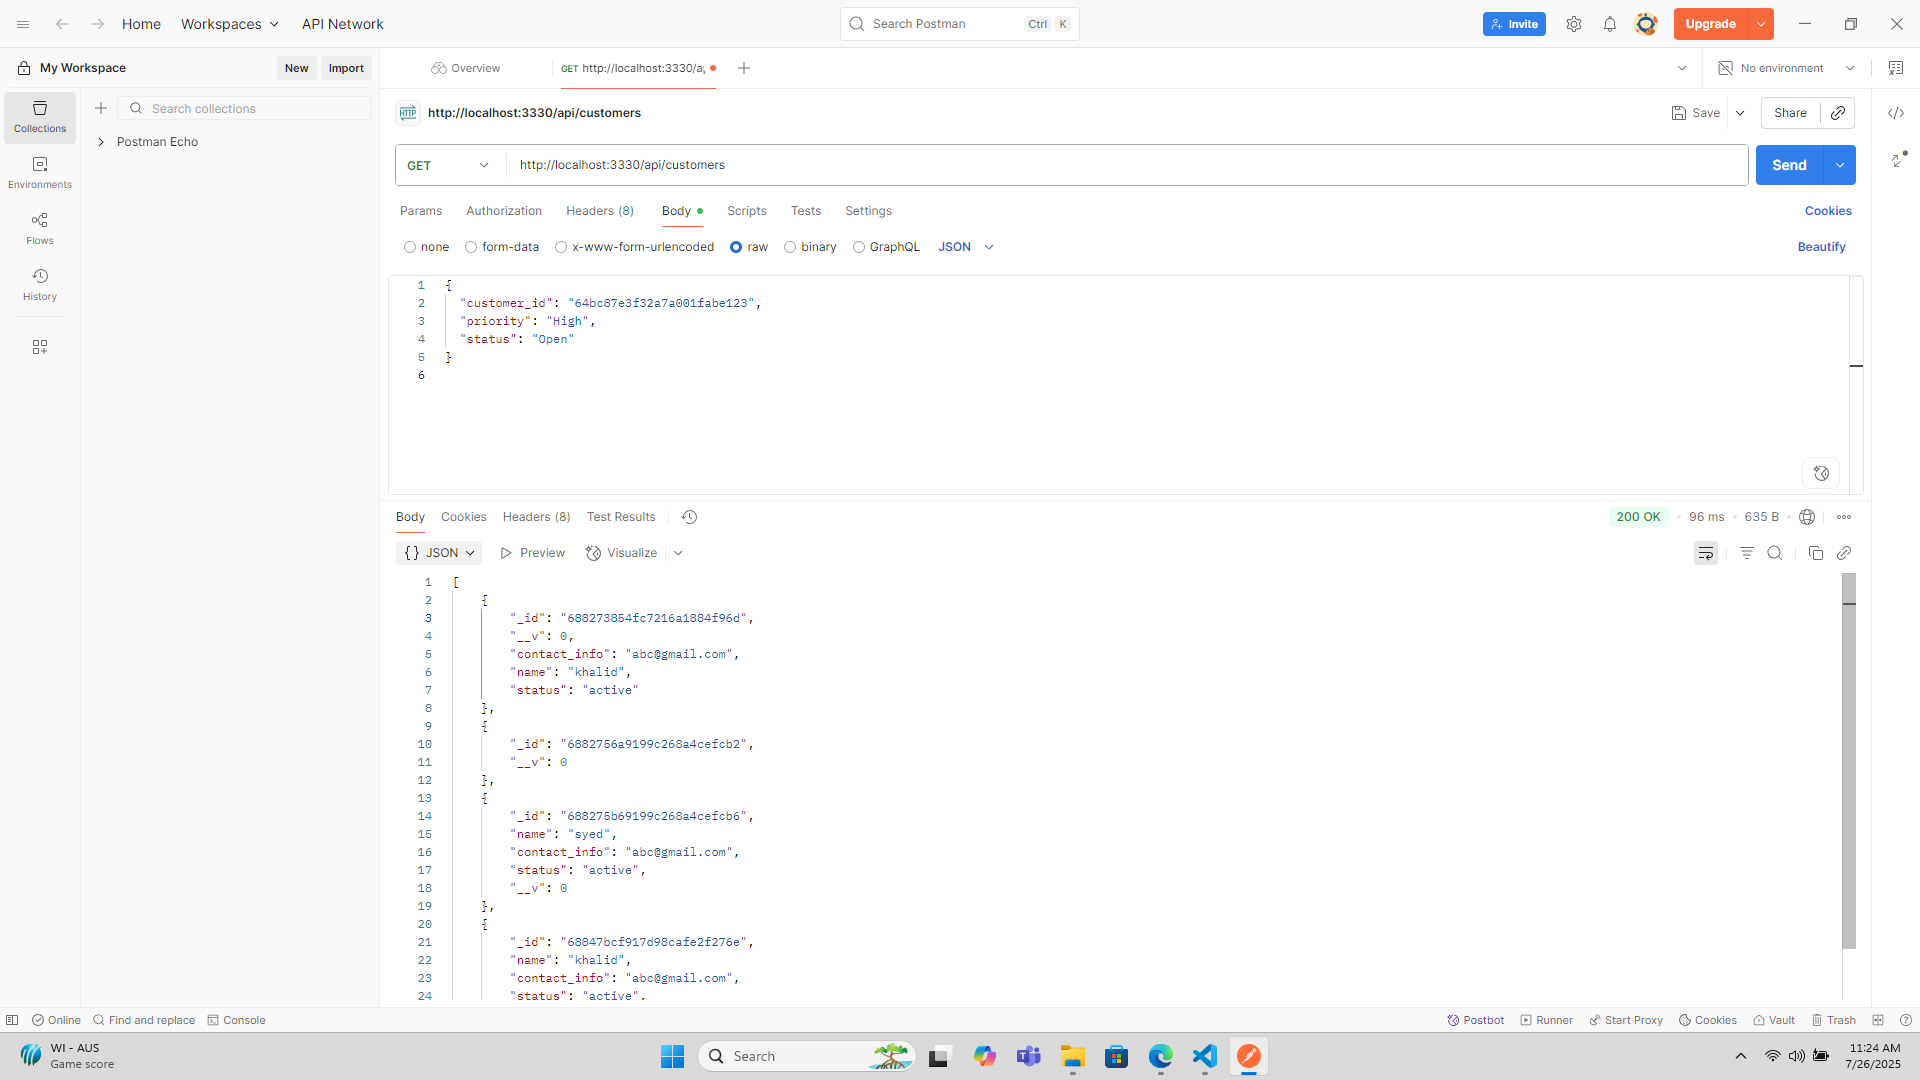 Home Workspaces API Network Search Postman Ctrl K Invite Upgrade
My Workspace New Import Overview GET http://localhost:3330/a No environment
Collections Search collections http://localhost:3330/api/customers Save Share
Postman Echo
Environments GET http://localhost:3330/api/customers Send
Flows Params Authorization Headers (8) Body Scripts Tests Settings Cookies
none form-data x-www-form-urlencoded raw binary GraphQL JSON Beautify
History
1 {
2 "customer_id": "64bc87e3f32a7a001fabe123",
3 "priority": "High",
4 "status": "Open"
5 }
6
Body Cookies Headers (8) Test Results 200 OK 96 ms 635 B
{} JSON Preview Visualize
1 [
2 {
3 "_id": "688273854fc7216a1884f96d",
4 "__v": 0,
5 "contact_info": "abc@gmail.com",
6 "name": "khalid",
7 "status": "active"
8 },
9 {
10 "_id": "6882756a9199c268a4cefcb2",
11 "__v": 0
12 },
13 {
14 "_id": "688275b69199c268a4cefcb6",
15 "name": "syed",
16 "contact_info": "abc@gmail.com",
17 "status": "active",
18 "__v": 0
19 },
20 {
21 "_id": "68847bcf917d98cafe2f276e",
22 "name": "khalid",
23 "contact_info": "abc@gmail.com",
24 "status": "active",
Online Find and replace Console Postbot Runner Start Proxy Cookies Vault Trash
WI - AUS
Game score
Search
11:24 AM
7/26/2025